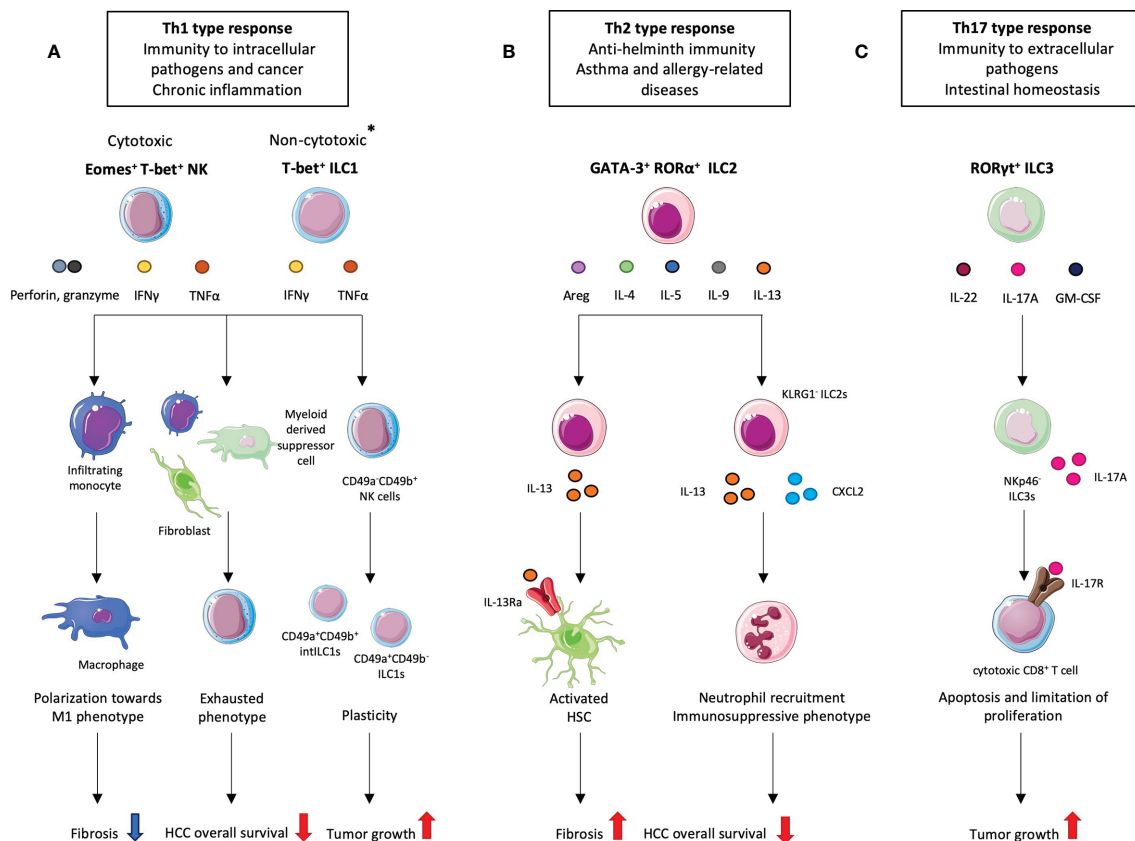 A
Th1 type response
Immunity to intracellular
pathogens and cancer
Chronic inflammation
Cytotoxic
Eomes⁺ T-bet⁺ NK
Non-cytotoxic*
T-bet⁺ ILC1
Perforin, granzyme
IFNγ
TNFα
IFNγ
TNFα
Infiltrating
monocyte
Myeloid
derived
suppressor
cell
Fibroblast
CD49a⁻CD49b⁺
NK cells
Macrophage
CD49a⁺CD49b⁺
intILC1s
CD49a⁺CD49b⁻
ILC1s
Polarization towards
M1 phenotype
Exhausted
phenotype
Plasticity
Fibrosis
HCC overall survival
Tumor growth
B
Th2 type response
Anti-helminth immunity
Asthma and allergy-related
diseases
GATA-3⁺ RORα⁺ ILC2
Areg
IL-4
IL-5
IL-9
IL-13
KLRG1⁻ ILC2s
IL-13
IL-13
CXCL2
IL-13Ra
Activated
HSC
Neutrophil recruitment
Immunosuppressive phenotype
Fibrosis
HCC overall survival
C
Th17 type response
Immunity to extracellular
pathogens
Intestinal homeostasis
RORγt⁺ ILC3
IL-22
IL-17A
GM-CSF
NKp46⁻
ILC3s
IL-17A
IL-17R
cytotoxic CD8⁺ T cell
Apoptosis and limitation of
proliferation
Tumor growth